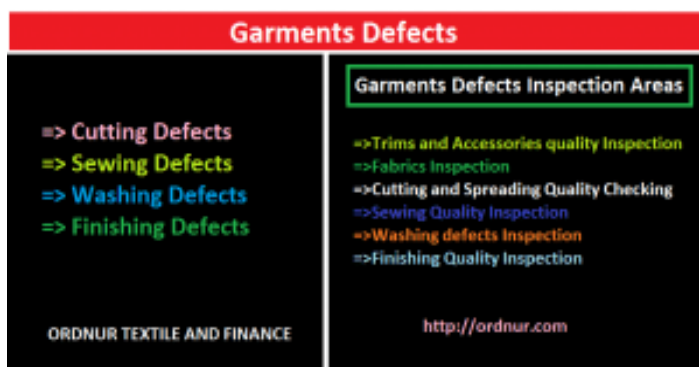 Garments Defects
=> Cutting Defects
=> Sewing Defects
=> Washing Defects
=> Finishing Defects
ORDNUR TEXTILE AND FINANCE
Garments Defects Inspection Areas
=>Trims and Accessories quality Inspection
=>Fabrics Inspection
=>Cutting and Spreading Quality Checking
=>Sewing Quality Inspection
=>Washing defects Inspection
=>Finishing Quality Inspection
http://ordnur.com